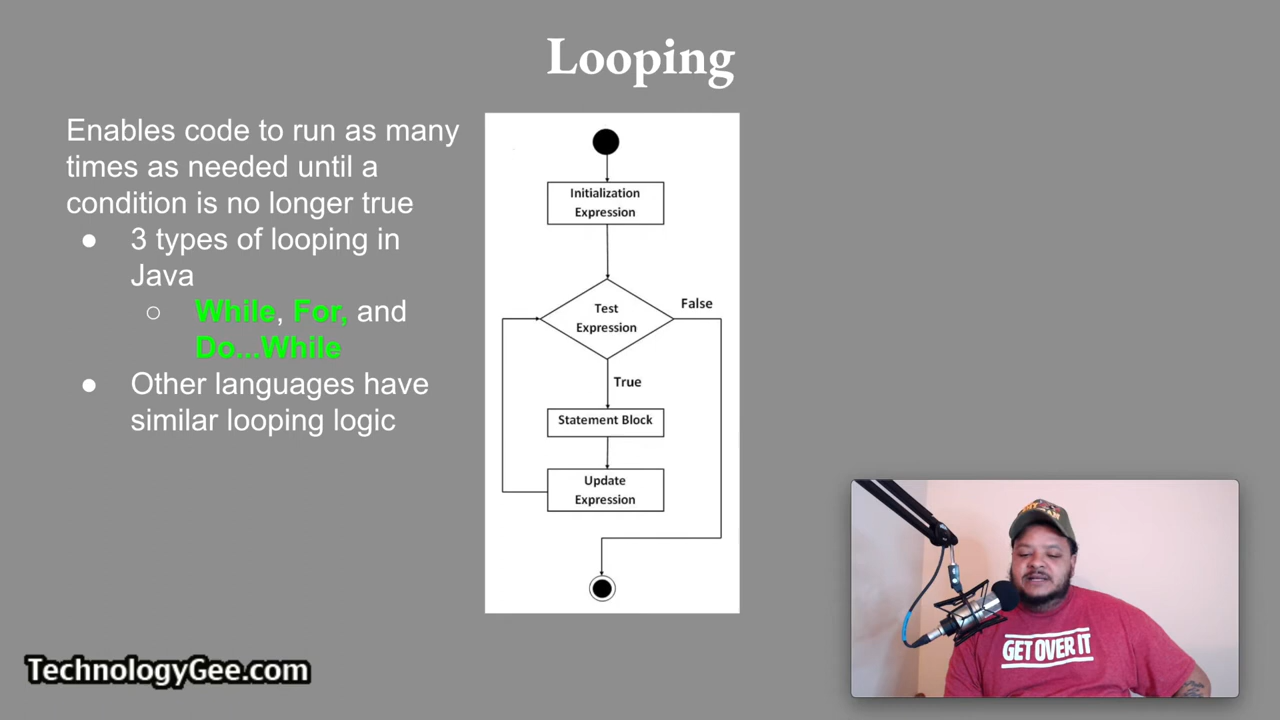 Looping
Enables code to run as many
times as needed until a
condition is no longer true
● 3 types of looping in
Java
○ While, For, and
Do...While
● Other languages have
similar looping logic
Initialization
Expression
Test
Expression
False
True
Statement Block
Update
Expression
GET OVER IT
TechnologyGee.com